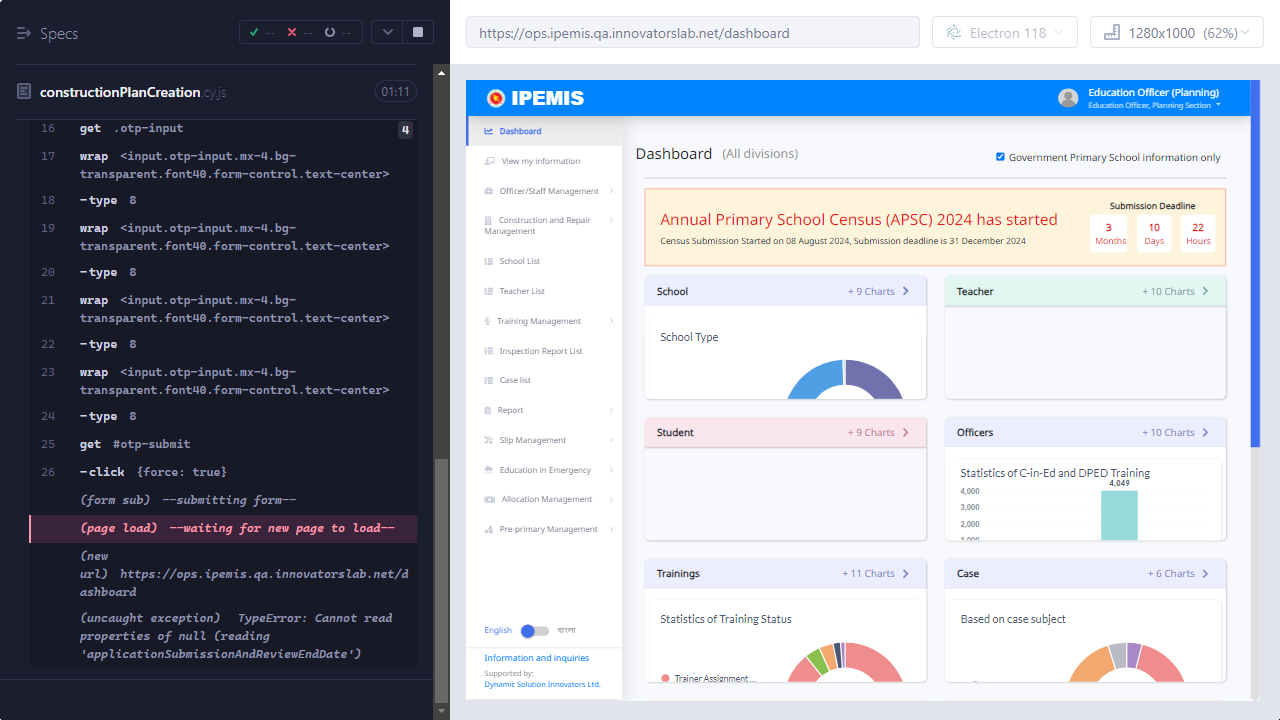 Specs
-- -- --
https://ops.ipemis.qa.innovatorslab.net/dashboard
Electron 118
1280x1000 (62%)
constructionPlanCreation.cy.js
01:11
16 get .otp-input 4
17 wrap <input.otp-input.mx-4.bg-
transparent.font40.form-control.text-center>
18 -type 8
19 wrap <input.otp-input.mx-4.bg-
transparent.font40.form-control.text-center>
20 -type 8
21 wrap <input.otp-input.mx-4.bg-
transparent.font40.form-control.text-center>
22 -type 8
23 wrap <input.otp-input.mx-4.bg-
transparent.font40.form-control.text-center>
24 -type 8
25 get #otp-submit
26 -click {force: true}
(form sub) --submitting form--
(page load) --waiting for new page to load--
(new
url) https://ops.ipemis.qa.innovatorslab.net/d
ashboard
(uncaught exception) TypeError: Cannot read
properties of null (reading
'applicationSubmissionAndReviewEndDate')
IPEMIS
Education Officer (Planning)
Education Officer, Planning Section
Dashboard
View my information
Officer/Staff Management
Construction and Repair
Management
School List
Teacher List
Training Management
Inspection Report List
Case list
Report
Slip Management
Education in Emergency
Allocation Management
Pre-primary Management
English বাংলা
Information and inquiries
Supported by:
Dynamic Solution Innovators Ltd.
Dashboard (All divisions)
Government Primary School information only
Annual Primary School Census (APSC) 2024 has started
Census Submission Started on 08 August 2024, Submission deadline is 31 December 2024
Submission Deadline
3 10 22
Months Days Hours
School + 9 Charts
School Type
Teacher + 10 Charts
Student + 9 Charts
Officers + 10 Charts
Statistics of C-in-Ed and DPED Training
4,049
4,000
3,000
2,000
1,000
Trainings + 11 Charts
Statistics of Training Status
Trainer Assignment ...
Case + 6 Charts
Based on case subject